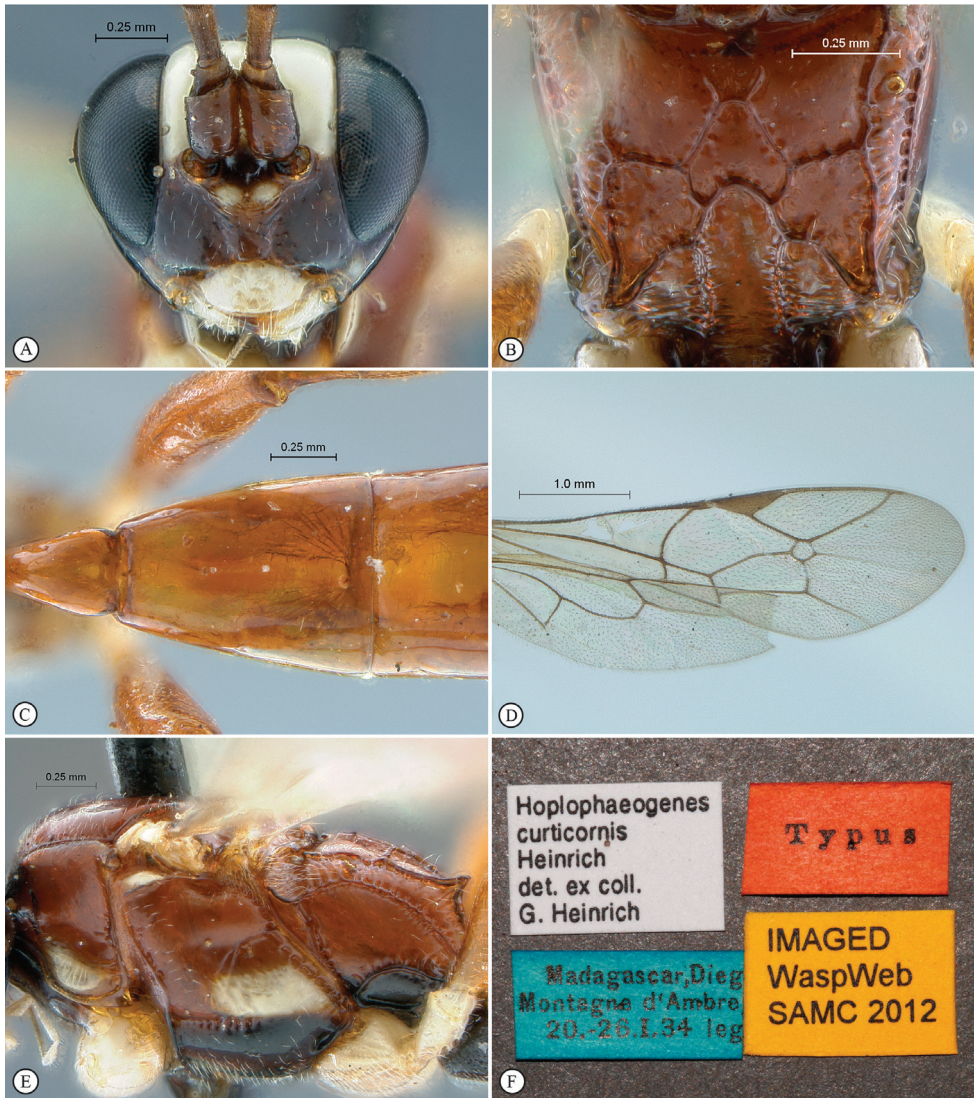 0.25 mm
A
0.25 mm
B
0.25 mm
C
1.0 mm
D
0.25 mm
E
Hoplophaeogenes
curticornis
Heinrich
det. ex coll.
G. Heinrich
Typus
Madagascar,Dieg
Montagne d'Ambre
20.-26.I.34 leg
IMAGED
WaspWeb
SAMC 2012
F